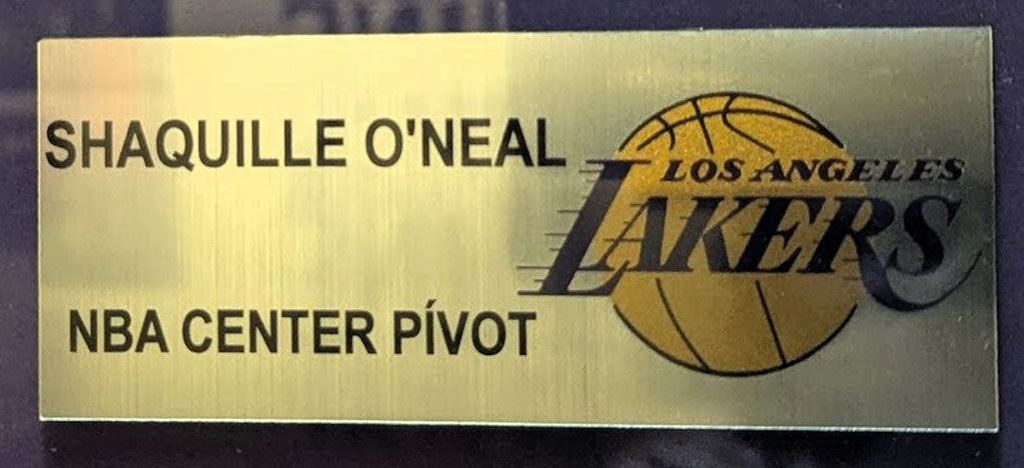 SHAQUILLE O'NEAL
LOS ANGELES
LAKERS
NBA CENTER PÍVOT